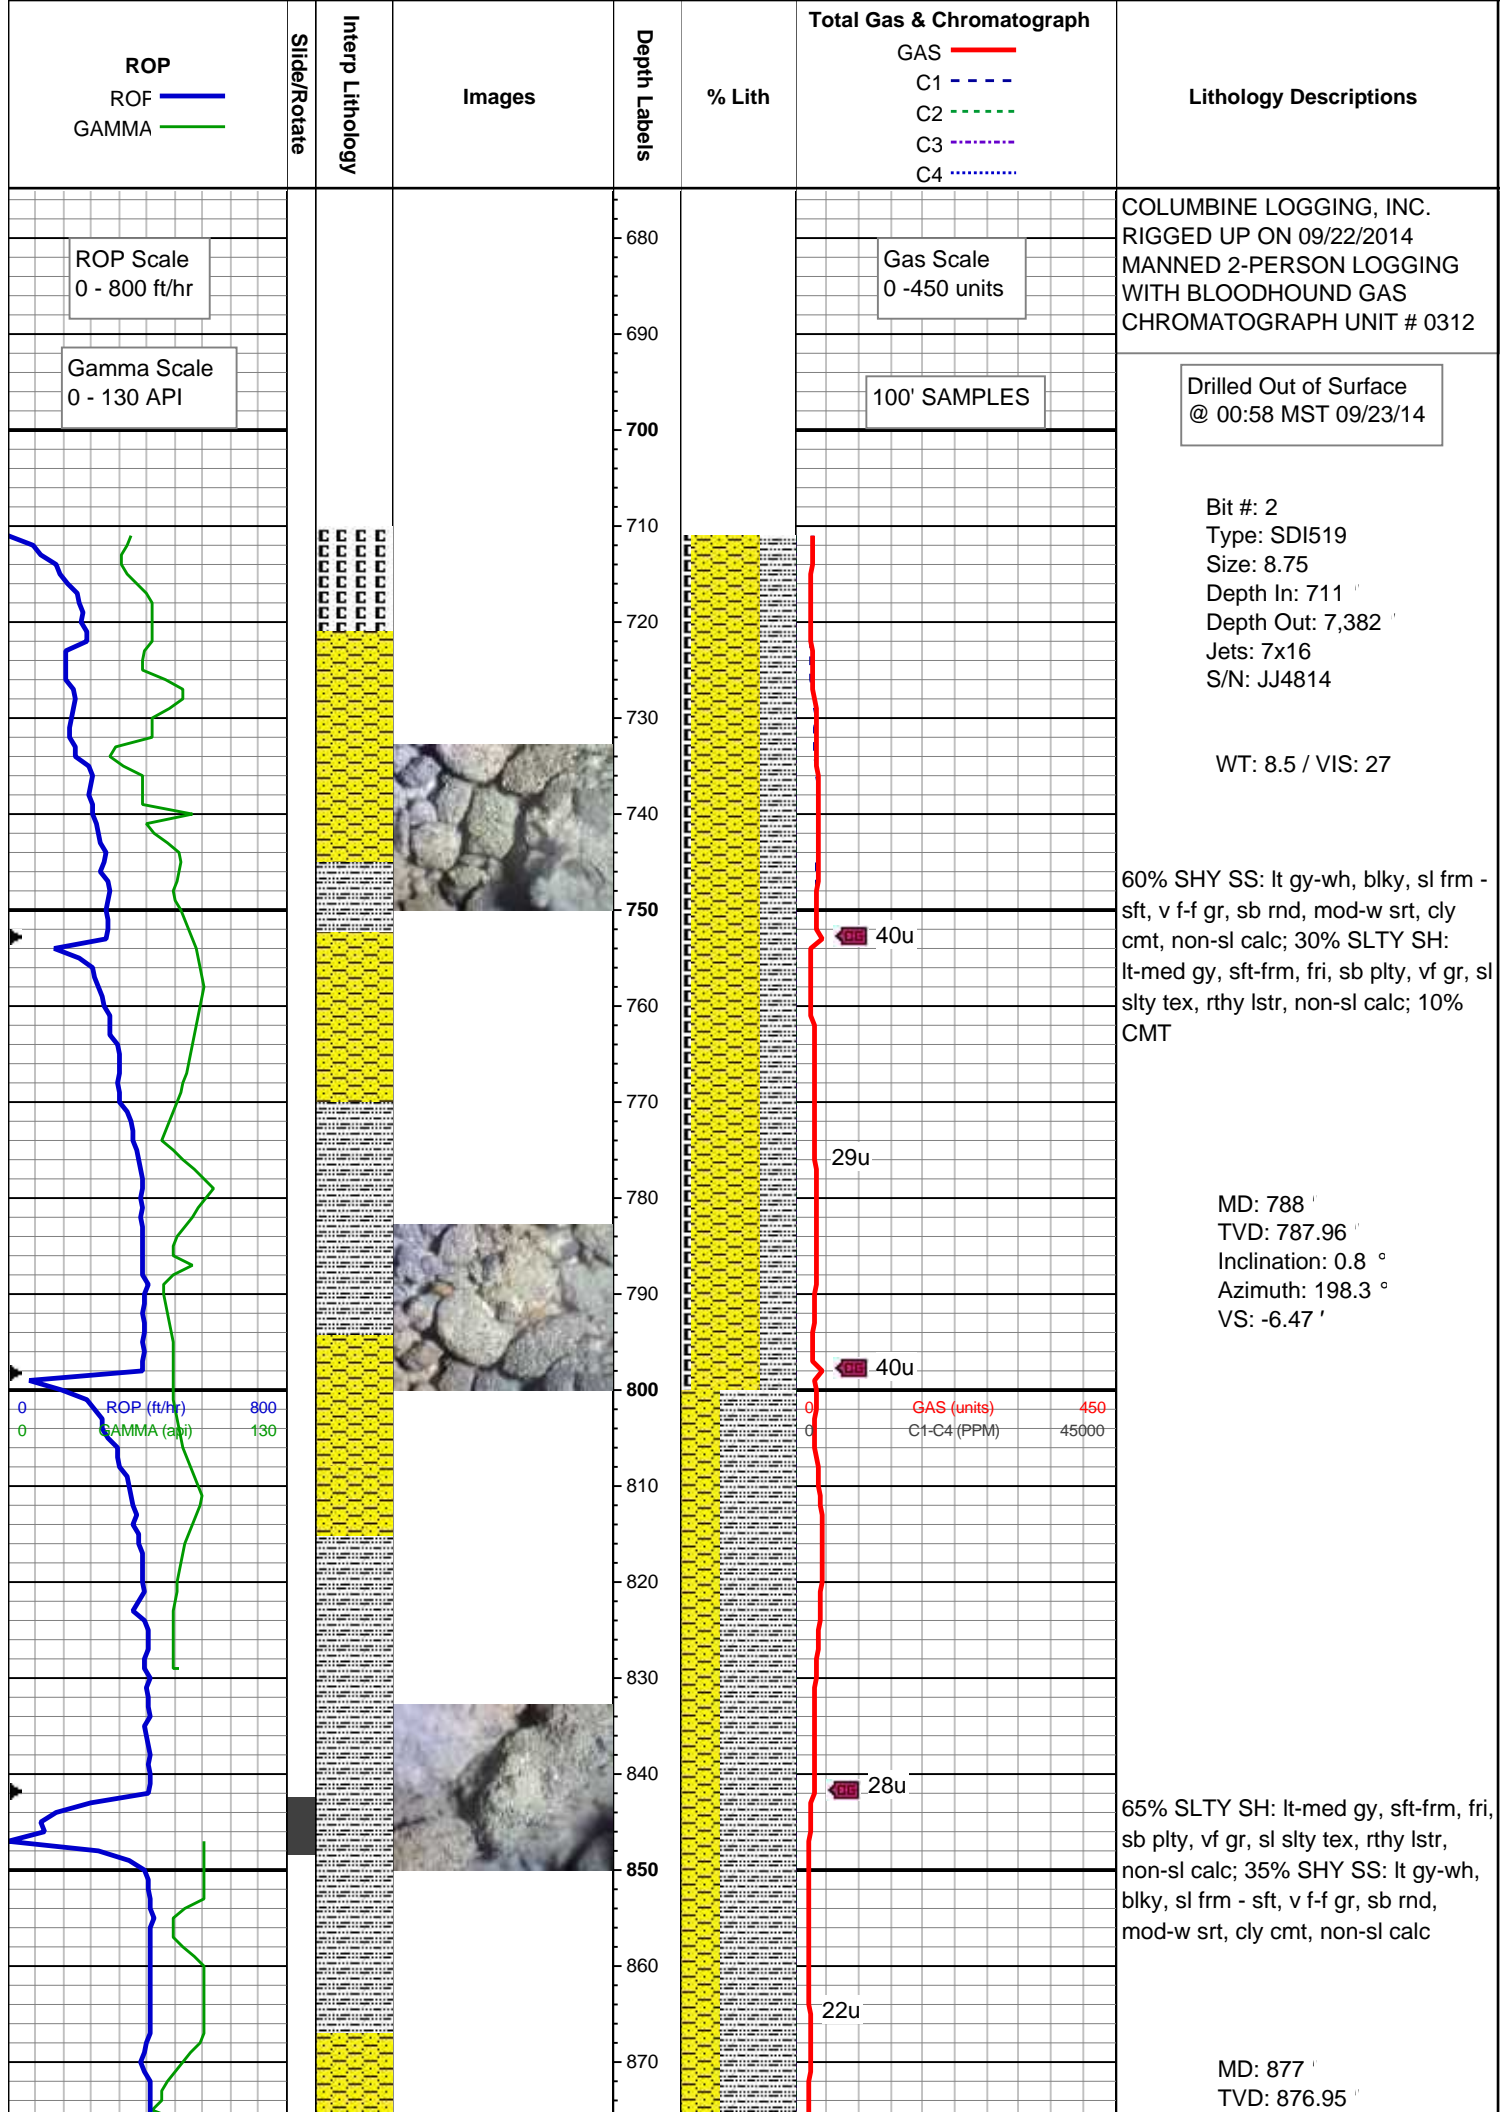 ROP
ROP
GAMMA
Slide/Rotate
Interp Lithology
Images
Depth Labels
% Lith
Total Gas & Chromatograph
GAS
C1
C2
C3
C4
Lithology Descriptions
ROP Scale
0 - 800 ft/hr
Gamma Scale
0 - 130 API
680
690
700
710
720
730
740
750
760
770
780
790
800
810
820
830
840
850
860
870
0 ROP (ft/hr) 800
0 GAMMA (api) 130
Gas Scale
0 -450 units
100' SAMPLES
CG 40u
29u
CG 40u
0 GAS (units) 450
0 C1-C4 (PPM) 45000
CG 28u
22u
COLUMBINE LOGGING, INC.
RIGGED UP ON 09/22/2014
MANNED 2-PERSON LOGGING
WITH BLOODHOUND GAS
CHROMATOGRAPH UNIT # 0312
Drilled Out of Surface
@ 00:58 MST 09/23/14
Bit #: 2
Type: SDI519
Size: 8.75
Depth In: 711 '
Depth Out: 7,382 '
Jets: 7x16
S/N: JJ4814
WT: 8.5 / VIS: 27
60% SHY SS: lt gy-wh, blky, sl frm -
sft, v f-f gr, sb rnd, mod-w srt, cly
cmt, non-sl calc; 30% SLTY SH:
lt-med gy, sft-frm, fri, sb plty, vf gr, sl
slty tex, rthy lstr, non-sl calc; 10%
CMT
MD: 788 '
TVD: 787.96 '
Inclination: 0.8 °
Azimuth: 198.3 °
VS: -6.47 '
65% SLTY SH: lt-med gy, sft-frm, fri,
sb plty, vf gr, sl slty tex, rthy lstr,
non-sl calc; 35% SHY SS: lt gy-wh,
blky, sl frm - sft, v f-f gr, sb rnd,
mod-w srt, cly cmt, non-sl calc
MD: 877 '
TVD: 876.95 '